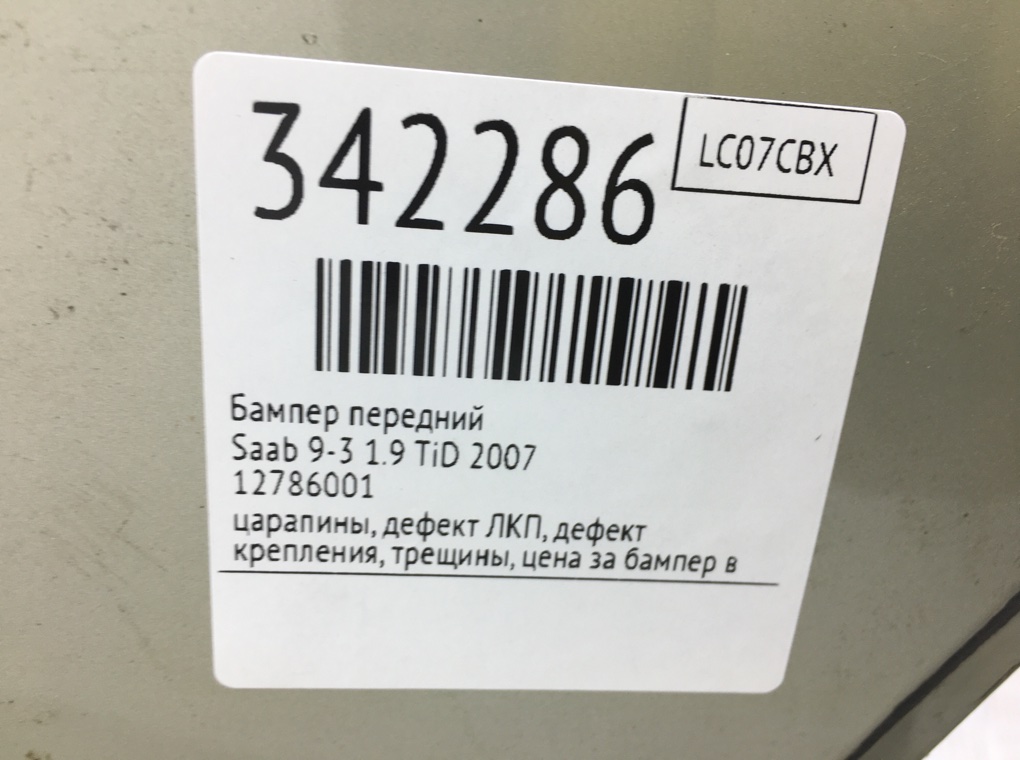 342286
LC07CBX
Бампер передний
Saab 9-3 1.9 TiD 2007
12786001
царапины, дефект ЛКП, дефект
крепления, трещины, цена за бампер в